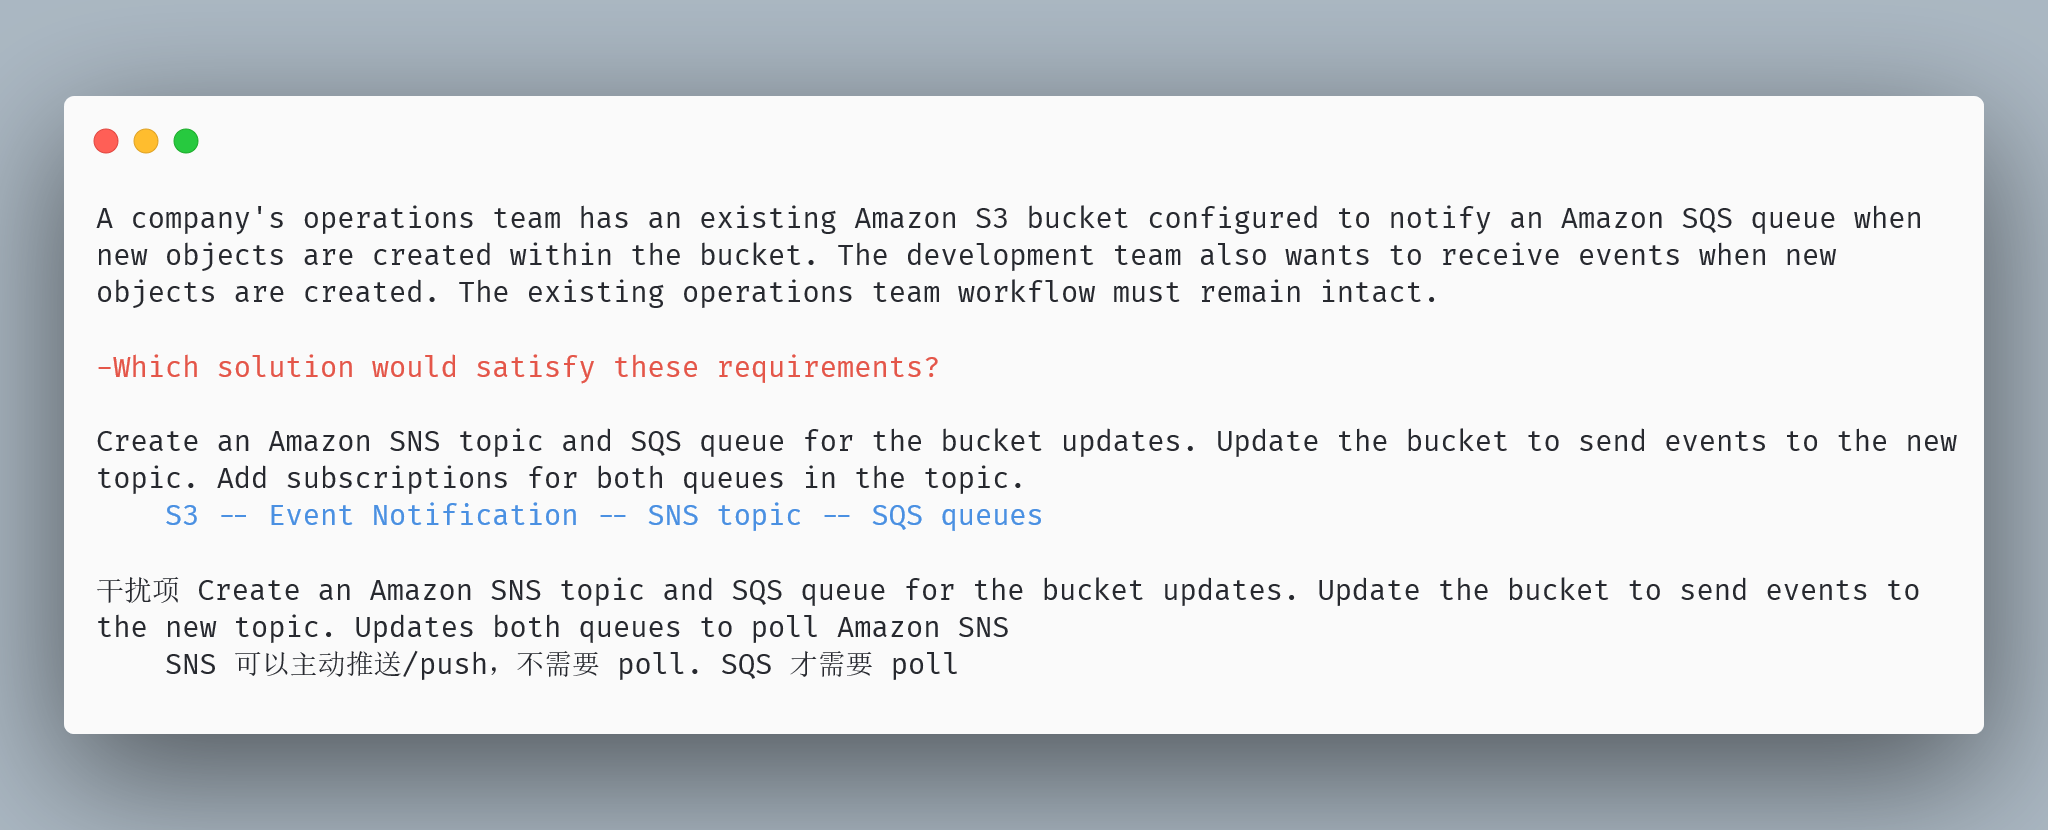 A company's operations team has an existing Amazon S3 bucket configured to notify an Amazon SQS queue when
new objects are created within the bucket. The development team also wants to receive events when new
objects are created. The existing operations team workflow must remain intact.
-Which solution would satisfy these requirements?
Create an Amazon SNS topic and SQS queue for the bucket updates. Update the bucket to send events to the new
topic. Add subscriptions for both queues in the topic.
S3 -- Event Notification -- SNS topic -- SQS queues
干扰项 Create an Amazon SNS topic and SQS queue for the bucket updates. Update the bucket to send events to
the new topic. Updates both queues to poll Amazon SNS
SNS 可以主动推送/push，不需要 poll. SQS 才需要 poll